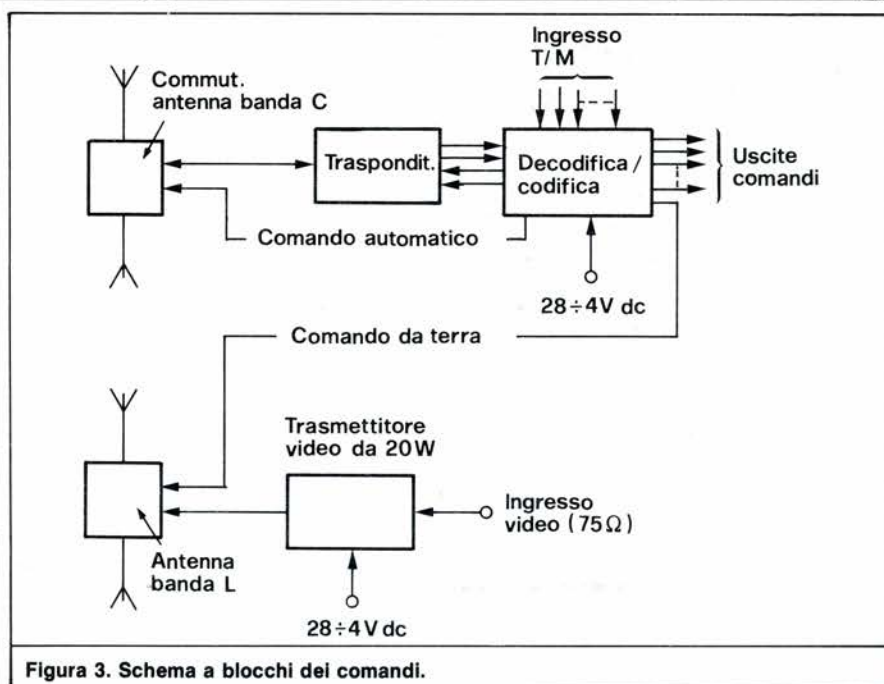 Ingresso
T/M
Commut.
antenna banda C
Traspondit.
Decodifica /
codifica
Uscite
comandi
Comando automatico
28÷4V dc
Comando da terra
Trasmettitore
video da 20W
Ingresso
video (75Ω)
Antenna
banda L
28÷4V dc
Figura 3. Schema a blocchi dei comandi.